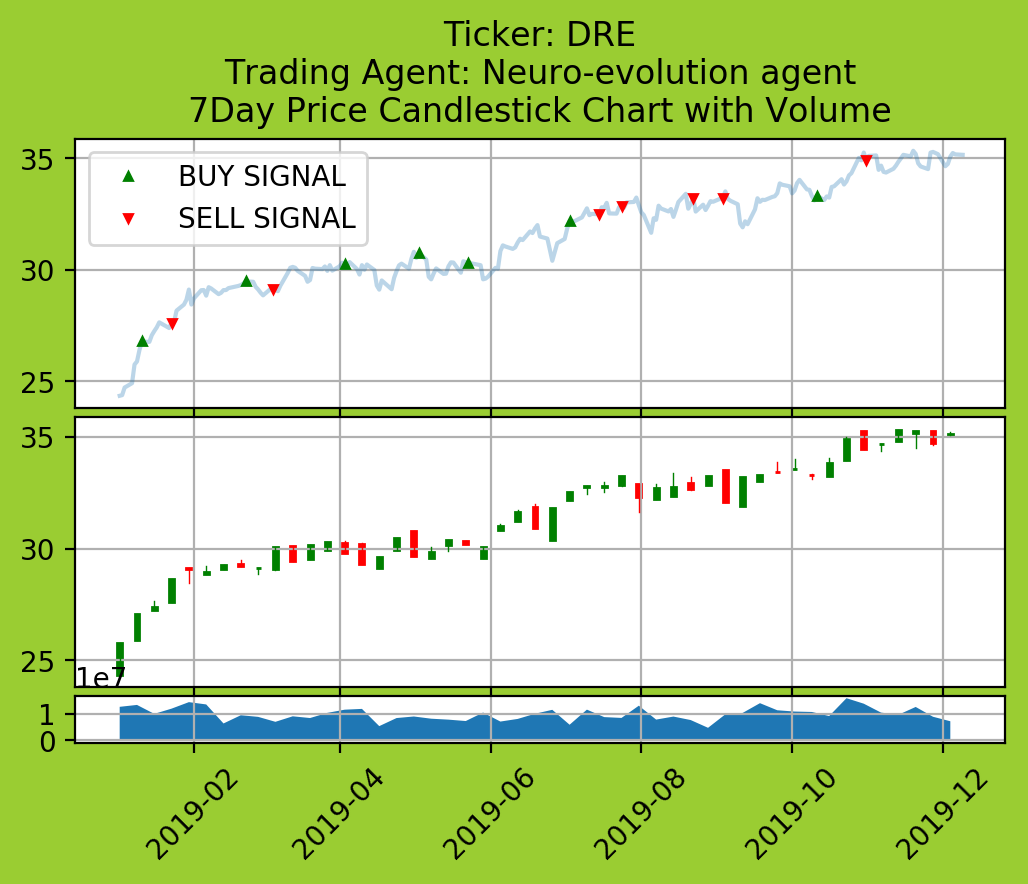 Ticker: DRE
Trading Agent: Neuro-evolution agent
7Day Price Candlestick Chart with Volume
35
30
25
BUY SIGNAL
SELL SIGNAL
35
30
25
1e7
1
0
2019-02
2019-04
2019-06
2019-08
2019-10
2019-12